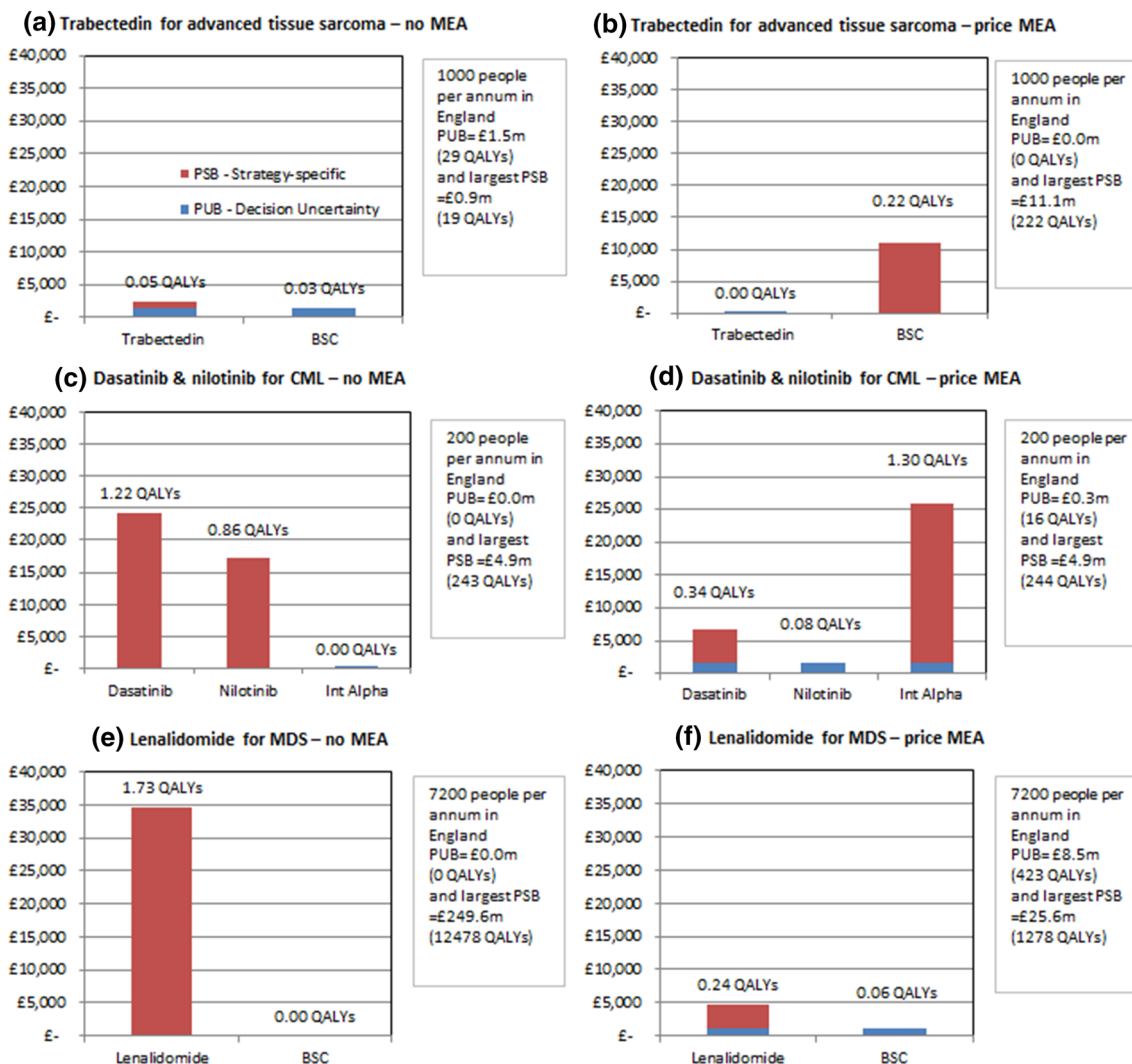 (a) Trabectedin for advanced tissue sarcoma – no MEA
£40,000
£35,000
£30,000
£25,000
£20,000
£15,000
£10,000
£5,000
£-
PSB - Strategy-specific
PUB - Decision Uncertainty
0.05 QALYs
0.03 QALYs
Trabectedin
BSC
1000 people
per annum in
England
PUB= £1.5m
(29 QALYs)
and largest PSB
=£0.9m
(19 QALYs)
(b) Trabectedin for advanced tissue sarcoma –price MEA
£40,000
£35,000
£30,000
£25,000
£20,000
£15,000
£10,000
£5,000
£-
0.00 QALYs
0.22 QALYs
Trabectedin
BSC
1000 people per
annum in
England
PUB= £0.0m
(0 QALYs)
and largest PSB
=£11.1m
(222 QALYs)
(c) Dasatinib & nilotinib for CML – no MEA
£40,000
£35,000
£30,000
£25,000
£20,000
£15,000
£10,000
£5,000
£-
1.22 QALYs
0.86 QALYs
0.00 QALYs
Dasatinib
Nilotinib
Int Alpha
200 people
per annum in
England
PUB= £0.0m
(0 QALYs)
and largest
PSB =£4.9m
(243 QALYs)
(d) Dasatinib & nilotinib for CML – price MEA
£40,000
£35,000
£30,000
£25,000
£20,000
£15,000
£10,000
£5,000
£-
0.34 QALYs
0.08 QALYs
1.30 QALYs
Dasatinib
Nilotinib
Int Alpha
200 people per
annum in
England
PUB= £0.3m
(16 QALYs)
and largest
PSB =£4.9m
(244 QALYs)
(e) Lenalidomide for MDS – no MEA
£40,000
£35,000
£30,000
£25,000
£20,000
£15,000
£10,000
£5,000
£-
1.73 QALYs
0.00 QALYs
Lenalidomide
BSC
7200 people per
annum in
England
PUB= £0.0m
(0 QALYs)
and largest PSB
=£249.6m
(12478 QALYs)
(f) Lenalidomide for MDS – price MEA
£40,000
£35,000
£30,000
£25,000
£20,000
£15,000
£10,000
£5,000
£-
0.24 QALYs
0.06 QALYs
Lenalidomide
BSC
7200 people per
annum in
England
PUB= £8.5m
(423 QALYs)
and largest PSB
=£25.6m
(1278 QALYs)